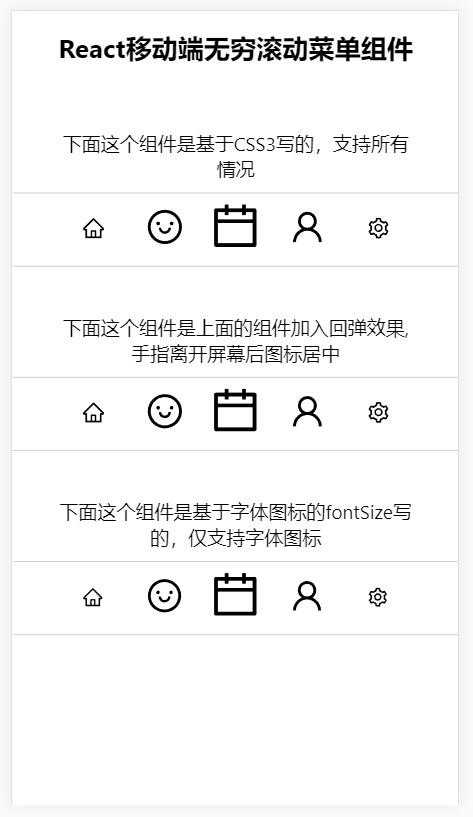 React移动端无穷滚动菜单组件
下面这个组件是基于CSS3写的，支持所有
情况
下面这个组件是上面的组件加入回弹效果,
手指离开屏幕后图标居中
下面这个组件是基于字体图标的fontSize写
的，仅支持字体图标